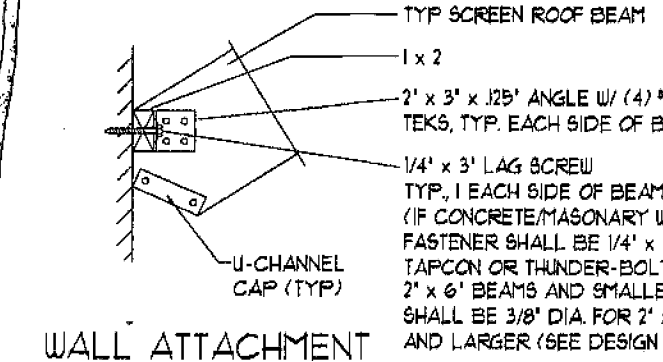 TYP SCREEN ROOF BEAM
1 x 2
2" x 3" x .125" ANGLE W/ (4) #
TEKS, TYP. EACH SIDE OF B
1/4" x 3" LAG SCREW
TYP., 1 EACH SIDE OF BEAM
(IF CONCRETE/MASONARY W
FASTENER SHALL BE 1/4" x
TAPCON OR THUNDER-BOLT
2" x 6" BEAMS AND SMALLE
SHALL BE 3/8" DIA. FOR 2"
AND LARGER (SEE DESIGN
U-CHANNEL
CAP (TYP)
WALL ATTACHMENT